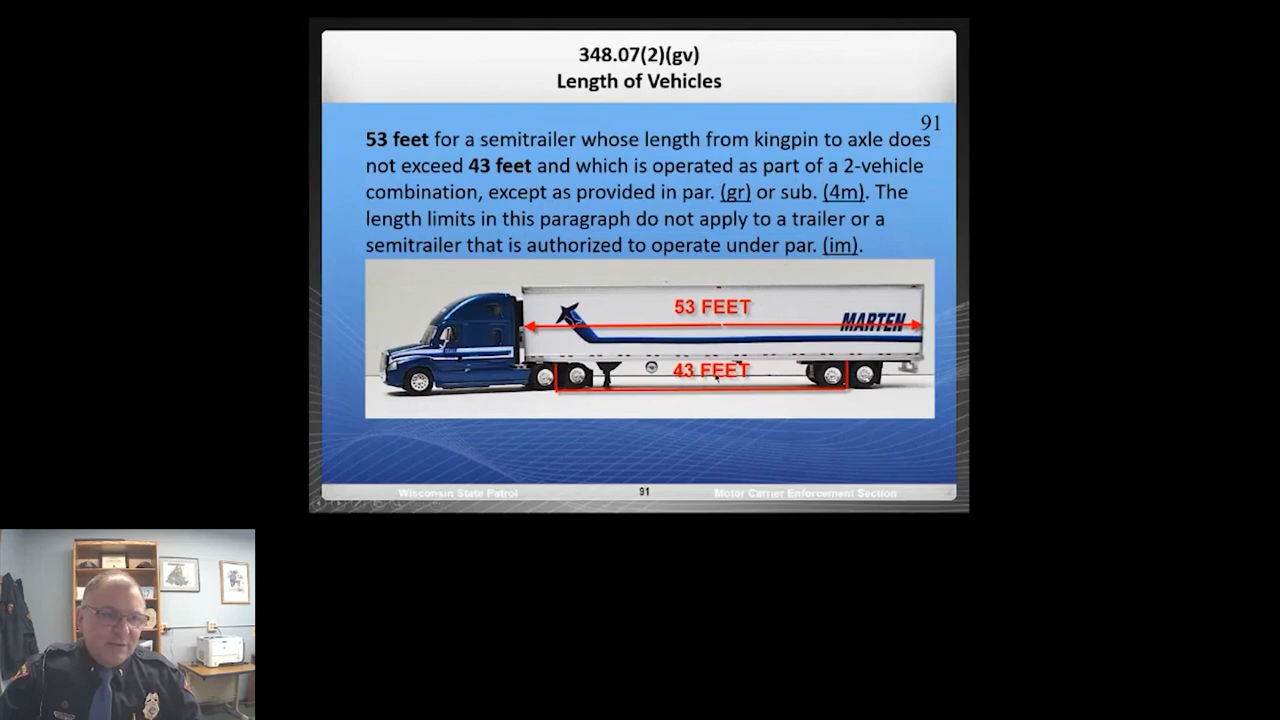 348.07(2)(gv)
Length of Vehicles
91
53 feet for a semitrailer whose length from kingpin to axle does
not exceed 43 feet and which is operated as part of a 2-vehicle
combination, except as provided in par. (gr) or sub. (4m). The
length limits in this paragraph do not apply to a trailer or a
semitrailer that is authorized to operate under par. (im).
53 FEET
MARTEN
43 FEET
Wisconsin State Patrol
91
Motor Carrier Enforcement Section